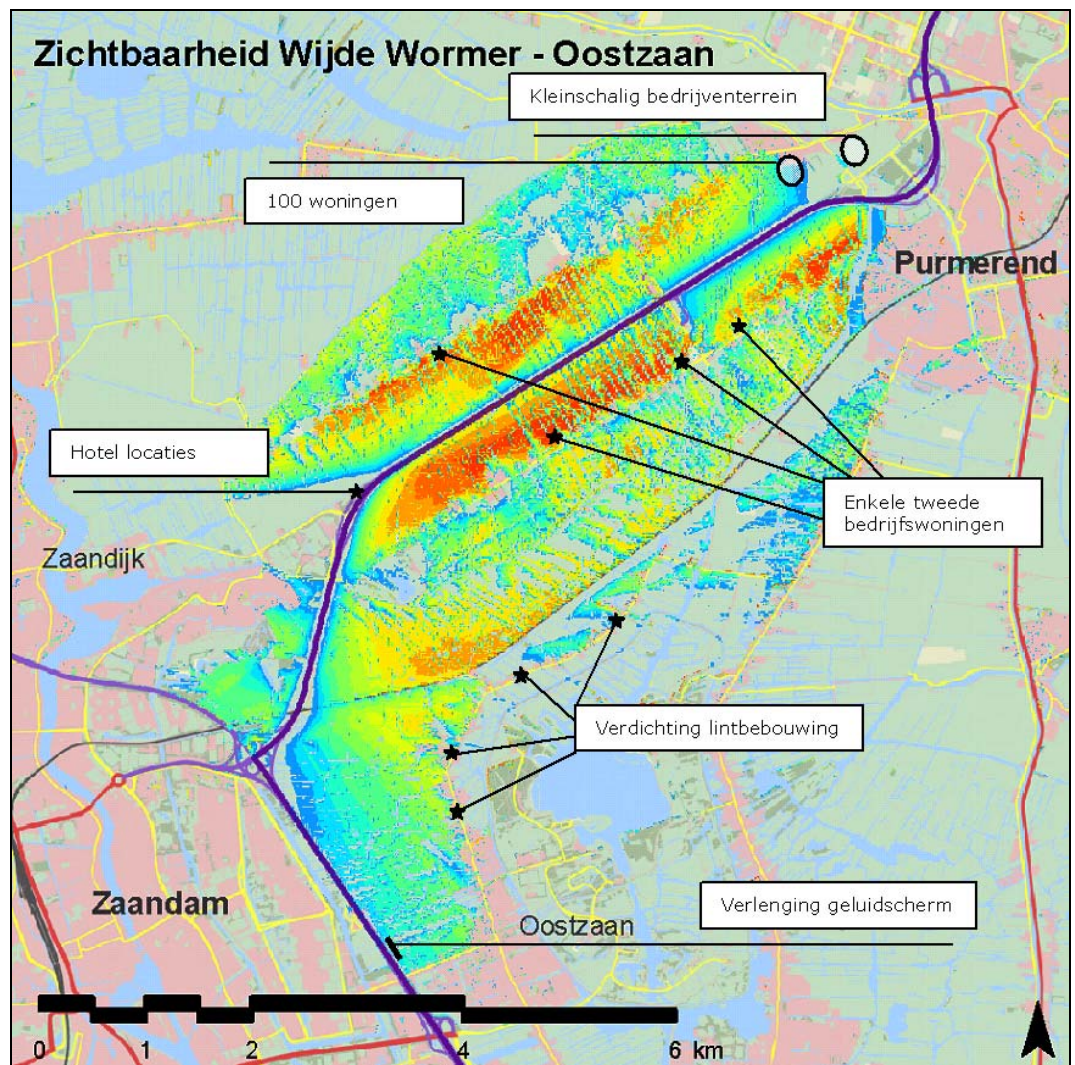 Zichtbaarheid Wijde Wormer - Oostzaan
Kleinschalig bedrijventerrein
100 woningen
Purmerend
Hotel locaties
Enkele tweede
bedrijfswoningen
Zaandijk
Verdichting lintbebouwing
Zaandam
Verlenging geluidscherm
Oostzaan
0 1 2 4 6 km